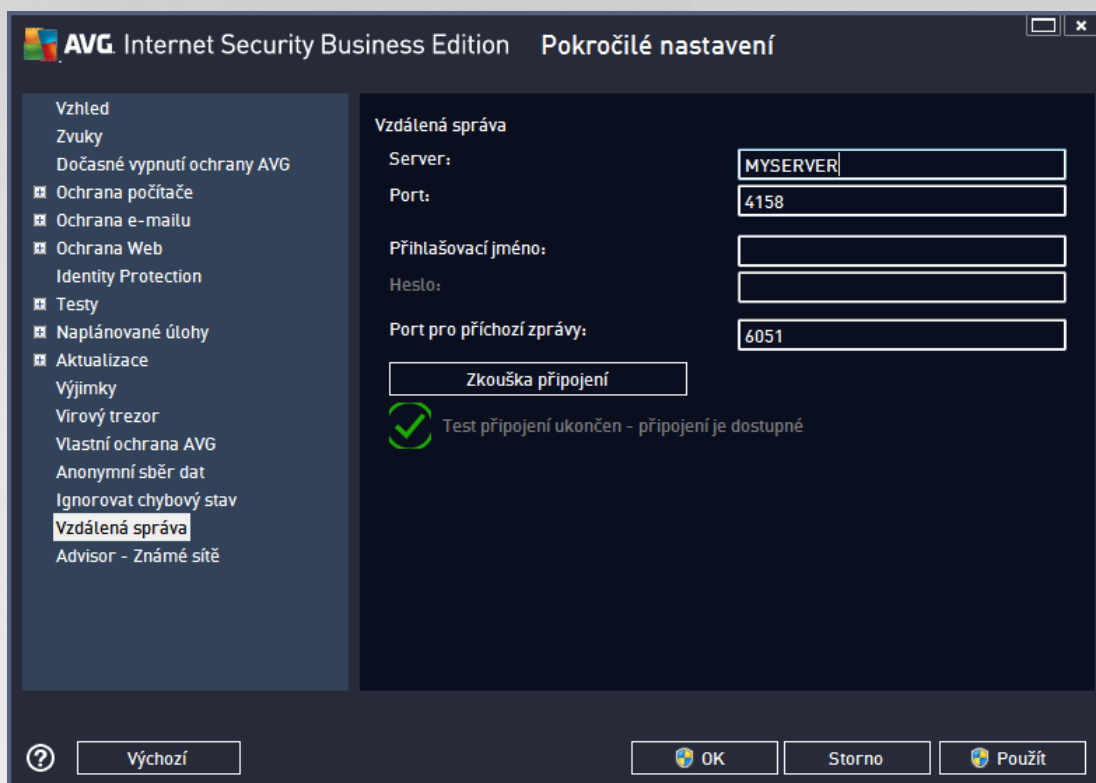 AVG. Internet Security Business Edition Pokročilé nastavení
Vzhled
Zvuky
Dočasné vypnutí ochrany AVG
Ochrana počítače
Ochrana e-mailu
Ochrana Web
Identity Protection
Testy
Naplánované úlohy
Aktualizace
Výjimky
Virový trezor
Vlastní ochrana AVG
Anonymní sběr dat
Ignorovat chybový stav
Vzdálená správa
Advisor - Známé sítě
Vzdálená správa
Server: MYSERVER
Port: 4158
Přihlašovací jméno:
Heslo:
Port pro příchozí zprávy: 6051
Zkouška připojení
Test připojení ukončen - připojení je dostupné
Výchozí
OK
Storno
Použít